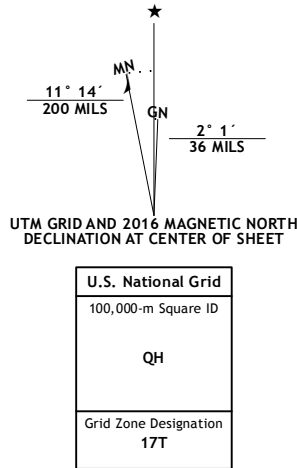 ★
MN
11° 14´
200 MILS
GN
2° 1´
36 MILS
UTM GRID AND 2016 MAGNETIC NORTH
DECLINATION AT CENTER OF SHEET
U.S. National Grid
100,000-m Square ID
QH
Grid Zone Designation
17T